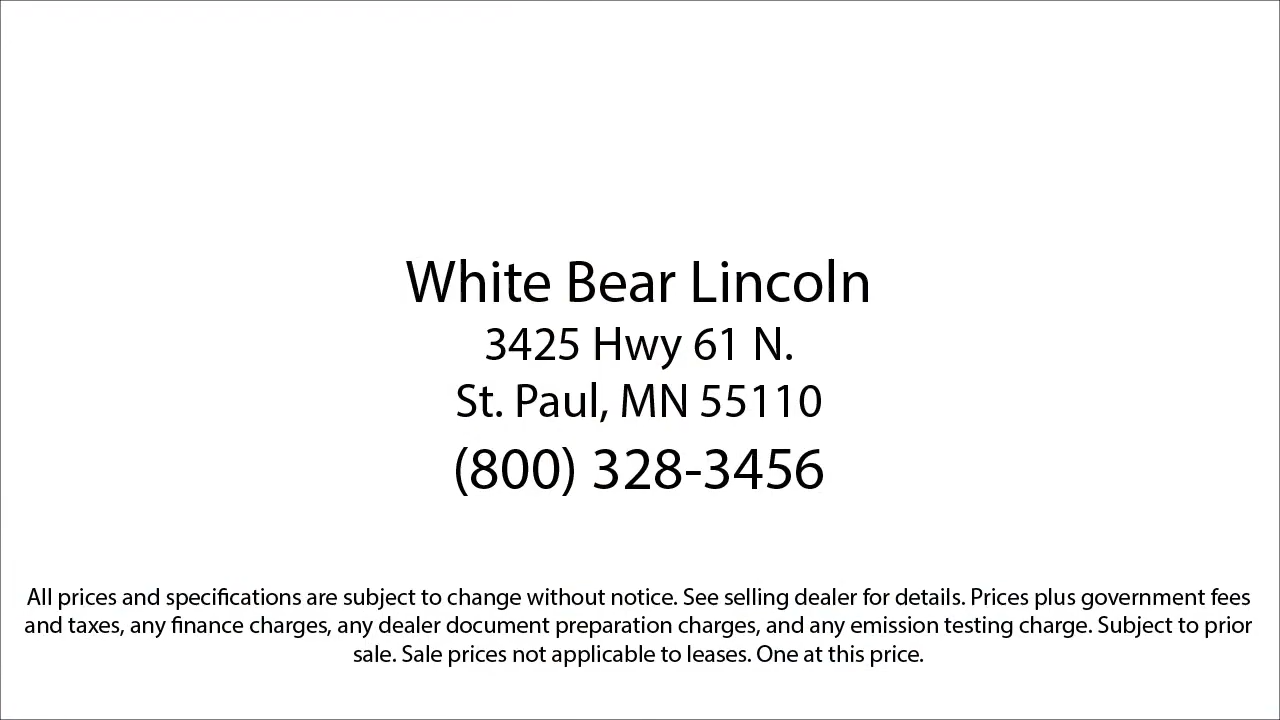 White Bear Lincoln
3425 Hwy 61 N.
St. Paul, MN 55110
(800) 328-3456
All prices and specifications are subject to change without notice. See selling dealer for details. Prices plus government fees
and taxes, any finance charges, any dealer document preparation charges, and any emission testing charge. Subject to prior
sale. Sale prices not applicable to leases. One at this price.